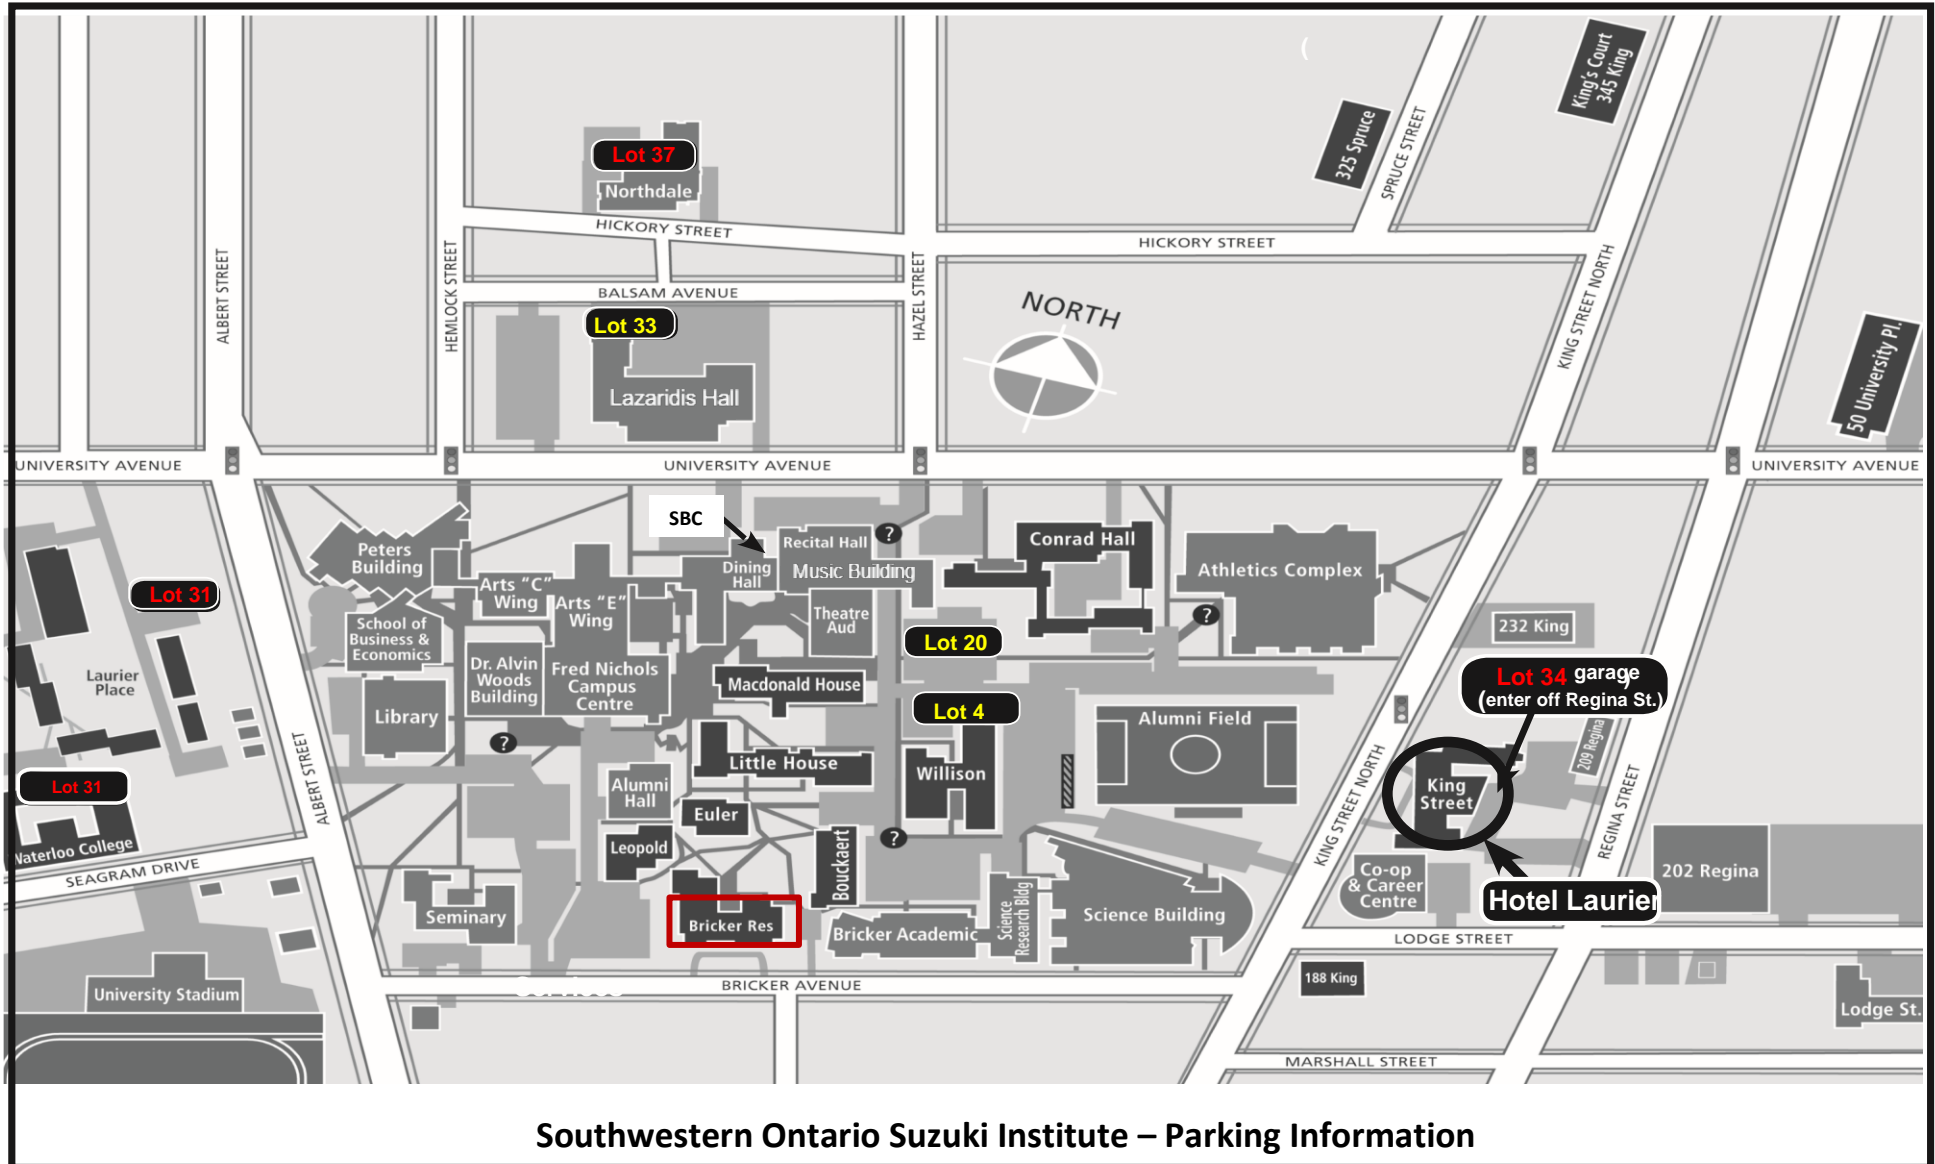 King's Court
345 King
325 Spruce
SPRUCE STREET
Lot 37
Northdale
HICKORY STREET
HICKORY STREET
ALBERT STREET
HEMLOCK STREET
HAZEL STREET
KING STREET NORTH
BALSAM AVENUE
NORTH
Lot 33
Lazaridis Hall
50 University Pl.
UNIVERSITY AVENUE
UNIVERSITY AVENUE
UNIVERSITY AVENUE
SBC
Peters
Building
Recital Hall
?
Conrad Hall
Dining
Hall
Music Building
Athletics Complex
Arts "C"
Wing
Arts "E"
Wing
Lot 31
School of
Business &
Economics
Theatre
Aud
?
232 King
Lot 20
Laurier
Place
Dr. Alvin
Woods
Building
Fred Nichols
Campus
Centre
Macdonald House
Lot 34 garage
(enter off Regina St.)
Library
Lot 4
Alumni Field
?
209 Regina
Little House
Willison
King
Street
Lot 31
Alumni
Hall
ALBERT STREET
Euler
KING STREET NORTH
REGINA STREET
Waterloo College
Leopold
Bouckaert
?
SEAGRAM DRIVE
Co-op
& Career
Centre
202 Regina
Hotel Laurier
Seminary
Bricker Res
Bricker Academic
Science
Research Bldg
Science Building
LODGE STREET
188 King
University Stadium
BRICKER AVENUE
Lodge St.
MARSHALL STREET
Southwestern Ontario Suzuki Institute – Parking Information